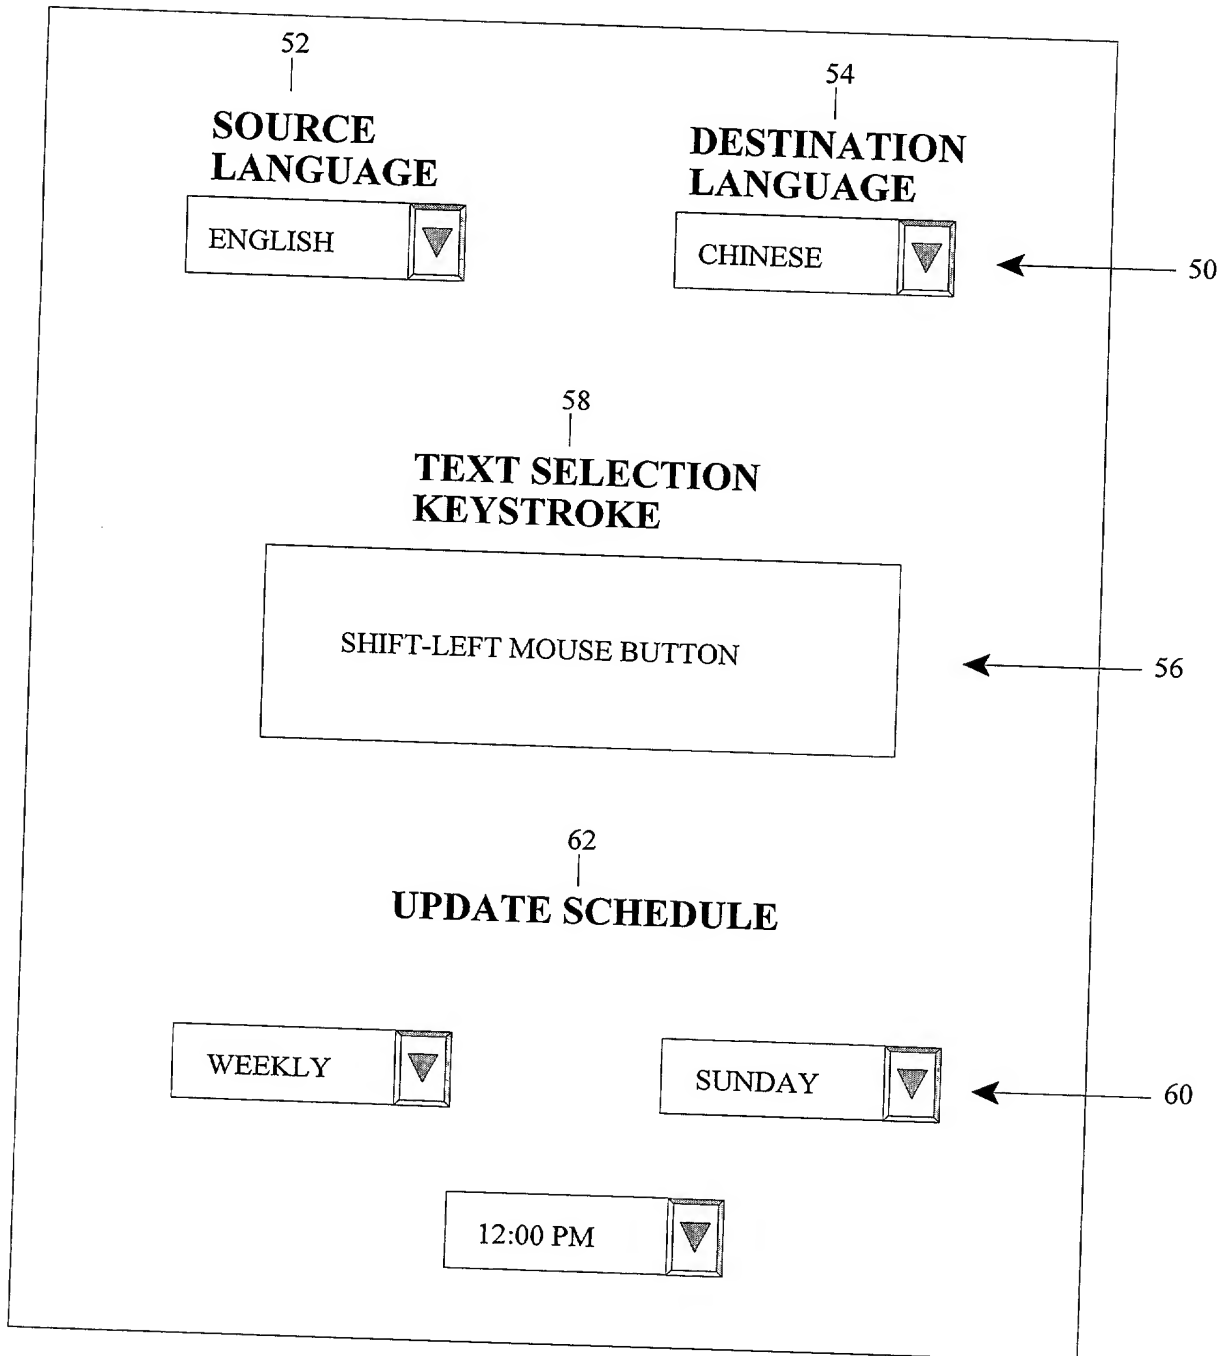 52
54
SOURCE
LANGUAGE
DESTINATION
LANGUAGE
ENGLISH
CHINESE
50
58
TEXT SELECTION
KEYSTROKE
SHIFT-LEFT MOUSE BUTTON
56
62
UPDATE SCHEDULE
WEEKLY
SUNDAY
60
12:00 PM